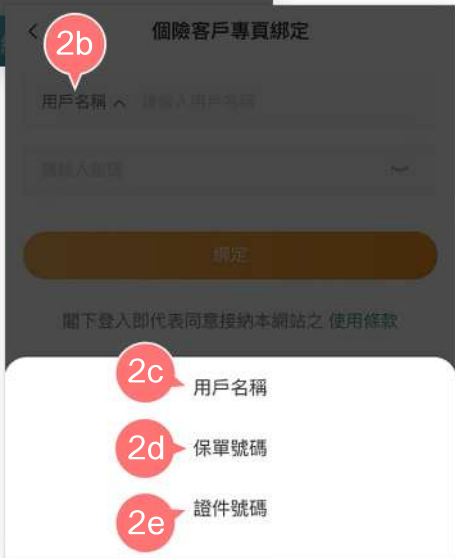 2b
個險客戶專頁綁定
用戶名稱 請輸入用戶名稱
請輸入密碼
綁定
閣下登入即代表同意接納本網站之 使用條款
2c
用戶名稱
2d
保單號碼
2e
證件號碼